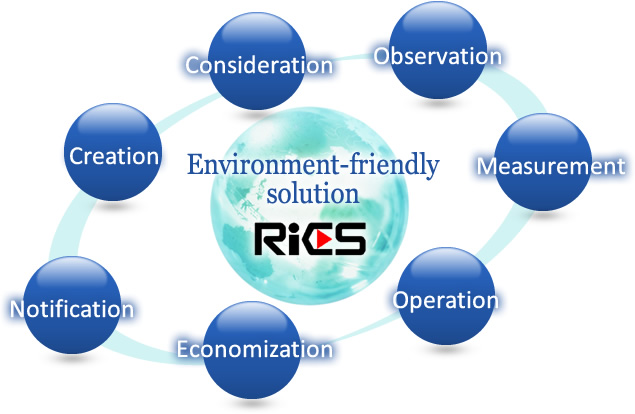 Consideration
Observation
Creation
Measurement
Environment-friendly
solution
RiCS
Notification
Operation
Economization